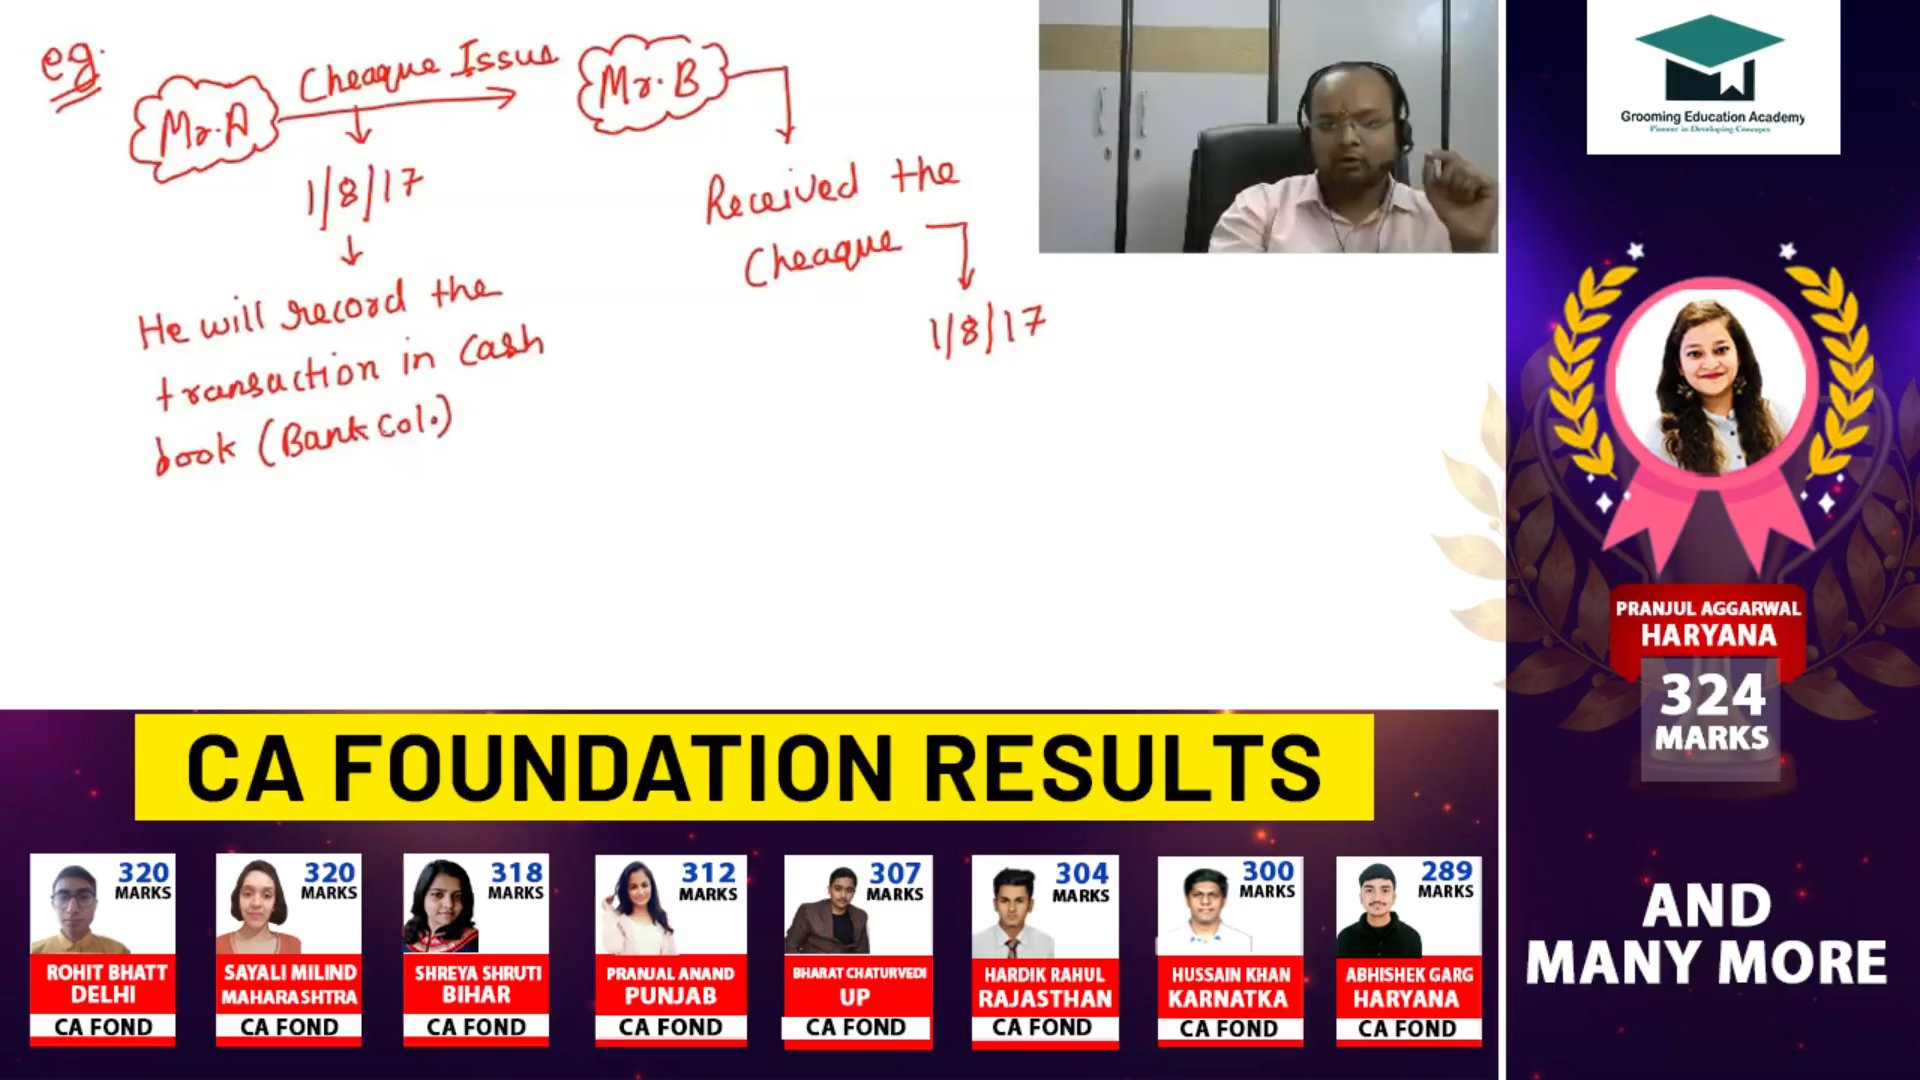 eg.
Mr. A
Cheaque Issue
Mr. B
1/8/17
He will record the
transaction in Cash
book (Bank Col.)
Received the
Cheaque
1/8/17
Grooming Education Academy
Pioneer in Developing Concepts
PRANJUL AGGARWAL
HARYANA
324
MARKS
AND
MANY MORE
CA FOUNDATION RESULTS
320
MARKS
ROHIT BHATT
DELHI
CA FOND
320
MARKS
SAYALI MILIND
MAHARASHTRA
CA FOND
318
MARKS
SHREYA SHRUTI
BIHAR
CA FOND
312
MARKS
PRANJAL ANAND
PUNJAB
CA FOND
307
MARKS
BHARAT CHATURVEDI
UP
CA FOND
304
MARKS
HARDIK RAHUL
RAJASTHAN
CA FOND
300
MARKS
HUSSAIN KHAN
KARNATKA
CA FOND
289
MARKS
ABHISHEK GARG
HARYANA
CA FOND